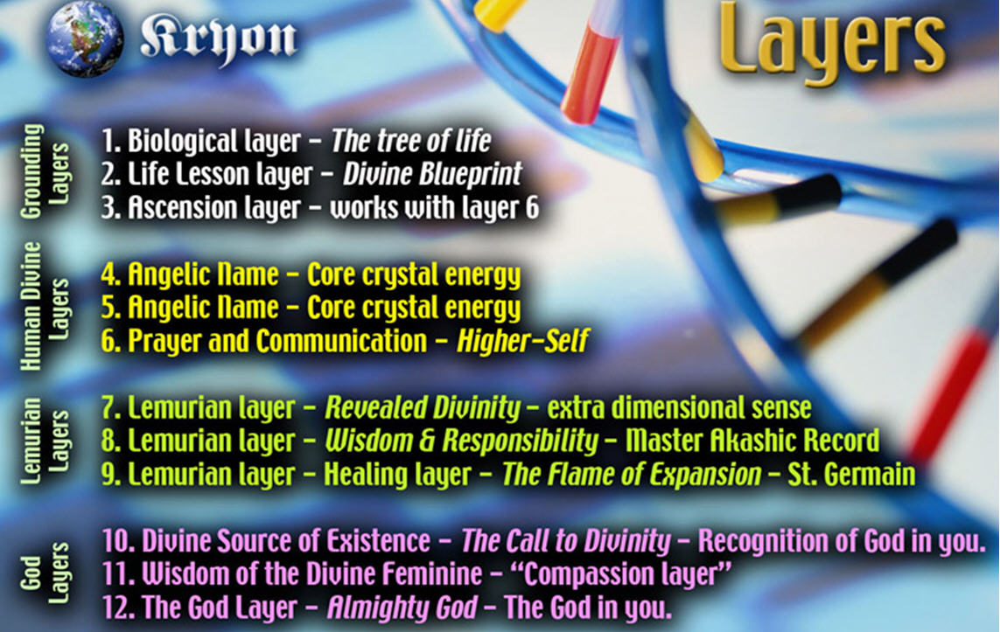 Kryon
Layers
Grounding
Layers
1. Biological layer – The tree of life
2. Life Lesson layer – Divine Blueprint
3. Ascension layer – works with layer 6
Human Divine
Layers
4. Angelic Name – Core crystal energy
5. Angelic Name – Core crystal energy
6. Prayer and Communication – Higher-Self
Lemurian
Layers
7. Lemurian layer – Revealed Divinity – extra dimensional sense
8. Lemurian layer – Wisdom & Responsibility – Master Akashic Record
9. Lemurian layer – Healing layer – The Flame of Expansion – St. Germain
God
Layers
10. Divine Source of Existence – The Call to Divinity – Recognition of God in you.
11. Wisdom of the Divine Feminine – “Compassion layer”
12. The God Layer – Almighty God – The God in you.